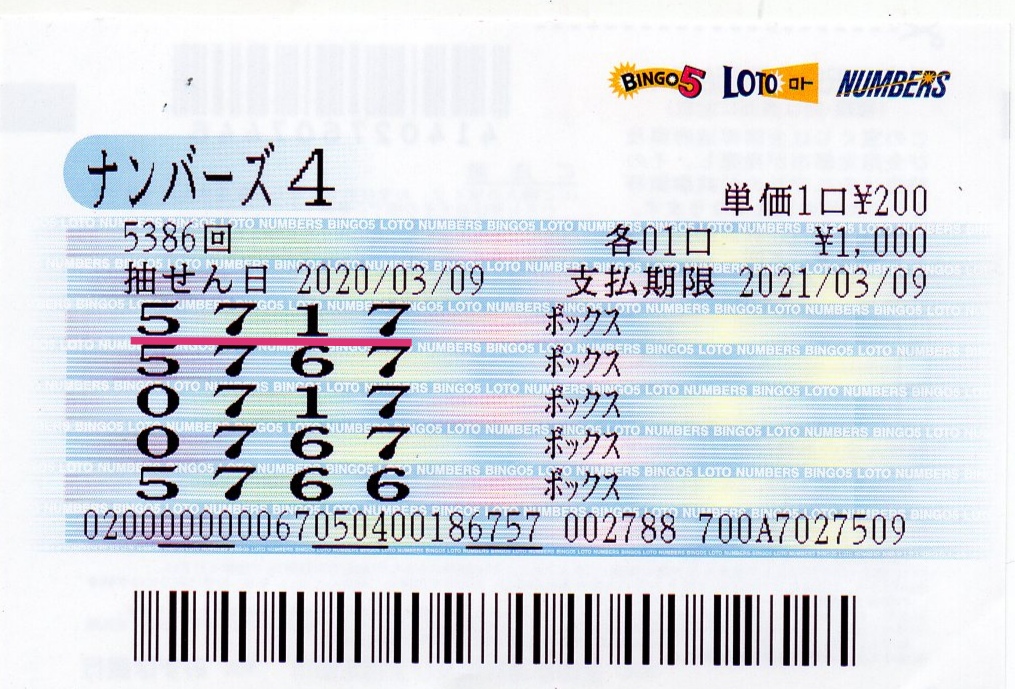 BINGO5 LOTO ロト NUMBERS
ナンバーズ4
単価1口¥200
5386回 各01口 ¥1,000
抽せん日 2020/03/09 支払期限 2021/03/09
5717 ボックス
5767 ボックス
0717 ボックス
0767 ボックス
5766 ボックス
020000000067050400186757 002788 700A7027509